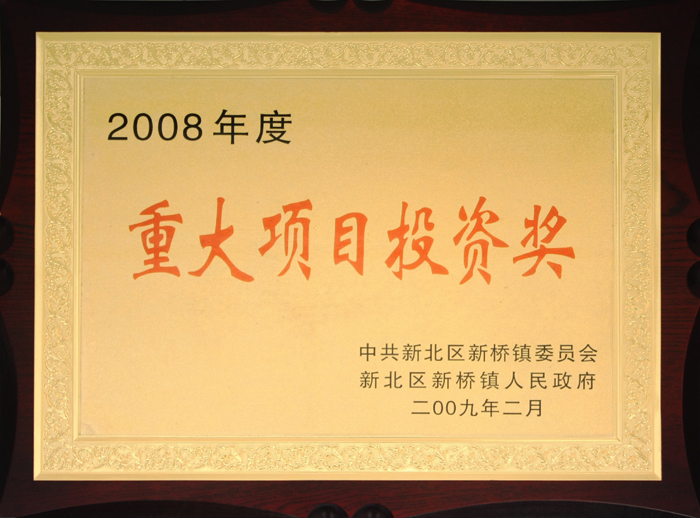 2008年度
重大项目投资奖
中共新北区新桥镇委员会
新北区新桥镇人民政府
二00九年二月